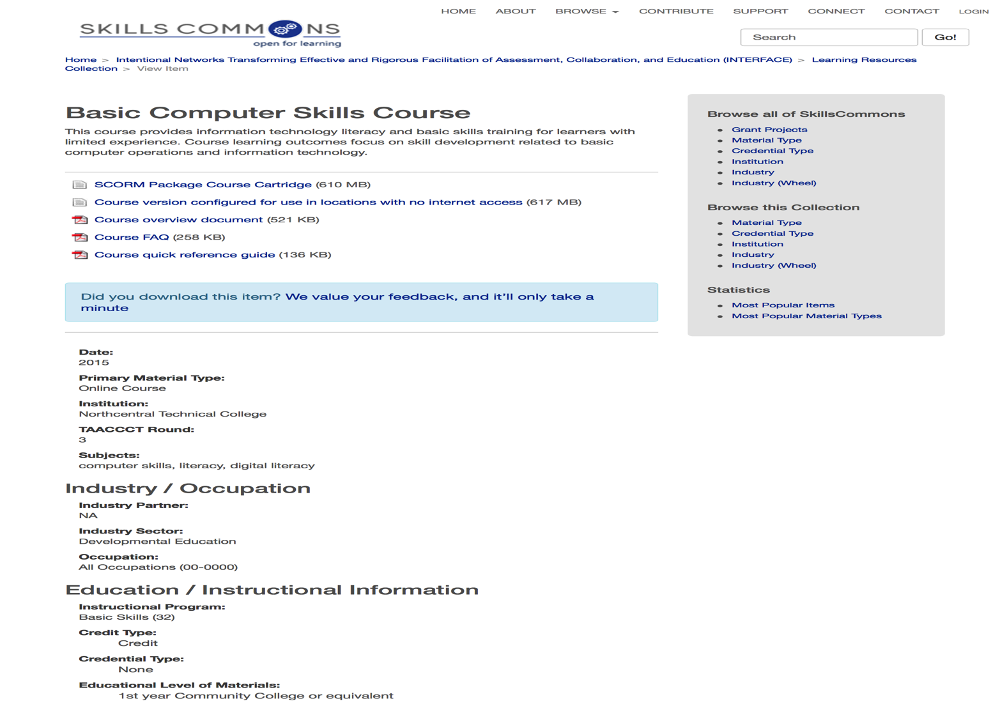 HOME ABOUT BROWSE CONTRIBUTE SUPPORT CONNECT CONTACT LOGIN
SKILLS COMMONS
open for learning
Search Go!
Home > Intentional Networks Transforming Effective and Rigorous Facilitation of Assessment, Collaboration, and Education (INTERFACE) > Learning Resources
Collection > View Item
Basic Computer Skills Course
This course provides information technology literacy and basic skills training for learners with
limited experience. Course learning outcomes focus on skill development related to basic
computer operations and information technology.
SCORM Package Course Cartridge (610 MB)
Course version configured for use in locations with no internet access (617 MB)
Course overview document (521 KB)
Course FAQ (258 KB)
Course quick reference guide (136 KB)
Did you download this item? We value your feedback, and it'll only take a
minute
Date:
2015
Primary Material Type:
Online Course
Institution:
Northcentral Technical College
TAACCCT Round:
3
Subjects:
computer skills, literacy, digital literacy
Industry / Occupation
Industry Partner:
NA
Industry Sector:
Developmental Education
Occupation:
All Occupations (00-0000)
Education / Instructional Information
Instructional Program:
Basic Skills (32)
Credit Type:
Credit
Credential Type:
None
Educational Level of Materials:
1st year Community College or equivalent
Browse all of SkillsCommons
Grant Projects
Material Type
Credential Type
Institution
Industry
Industry (Wheel)
Browse this Collection
Material Type
Credential Type
Institution
Industry
Industry (Wheel)
Statistics
Most Popular Items
Most Popular Material Types